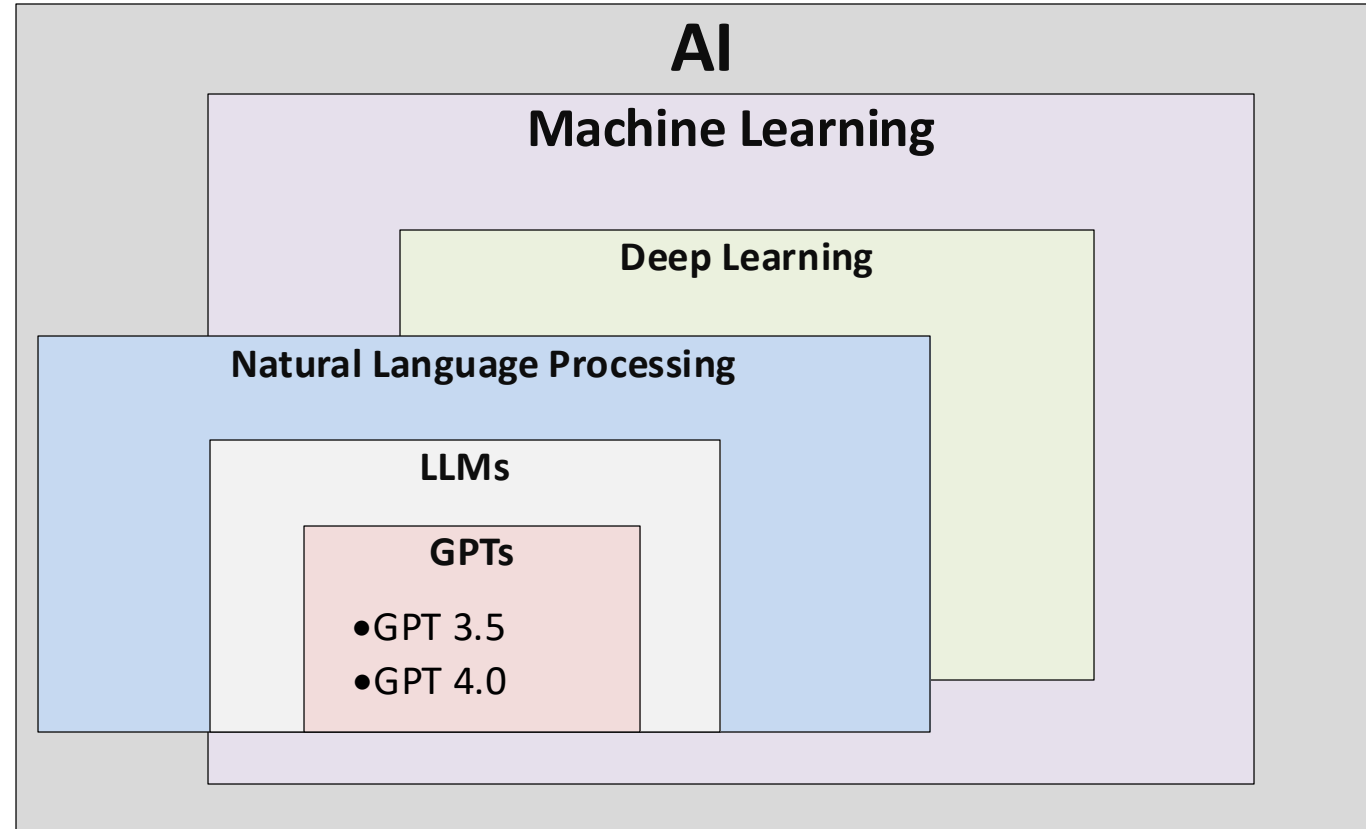 AI
Machine Learning
Deep Learning
Natural Language Processing
LLMs
GPTs
•GPT 3.5
•GPT 4.0